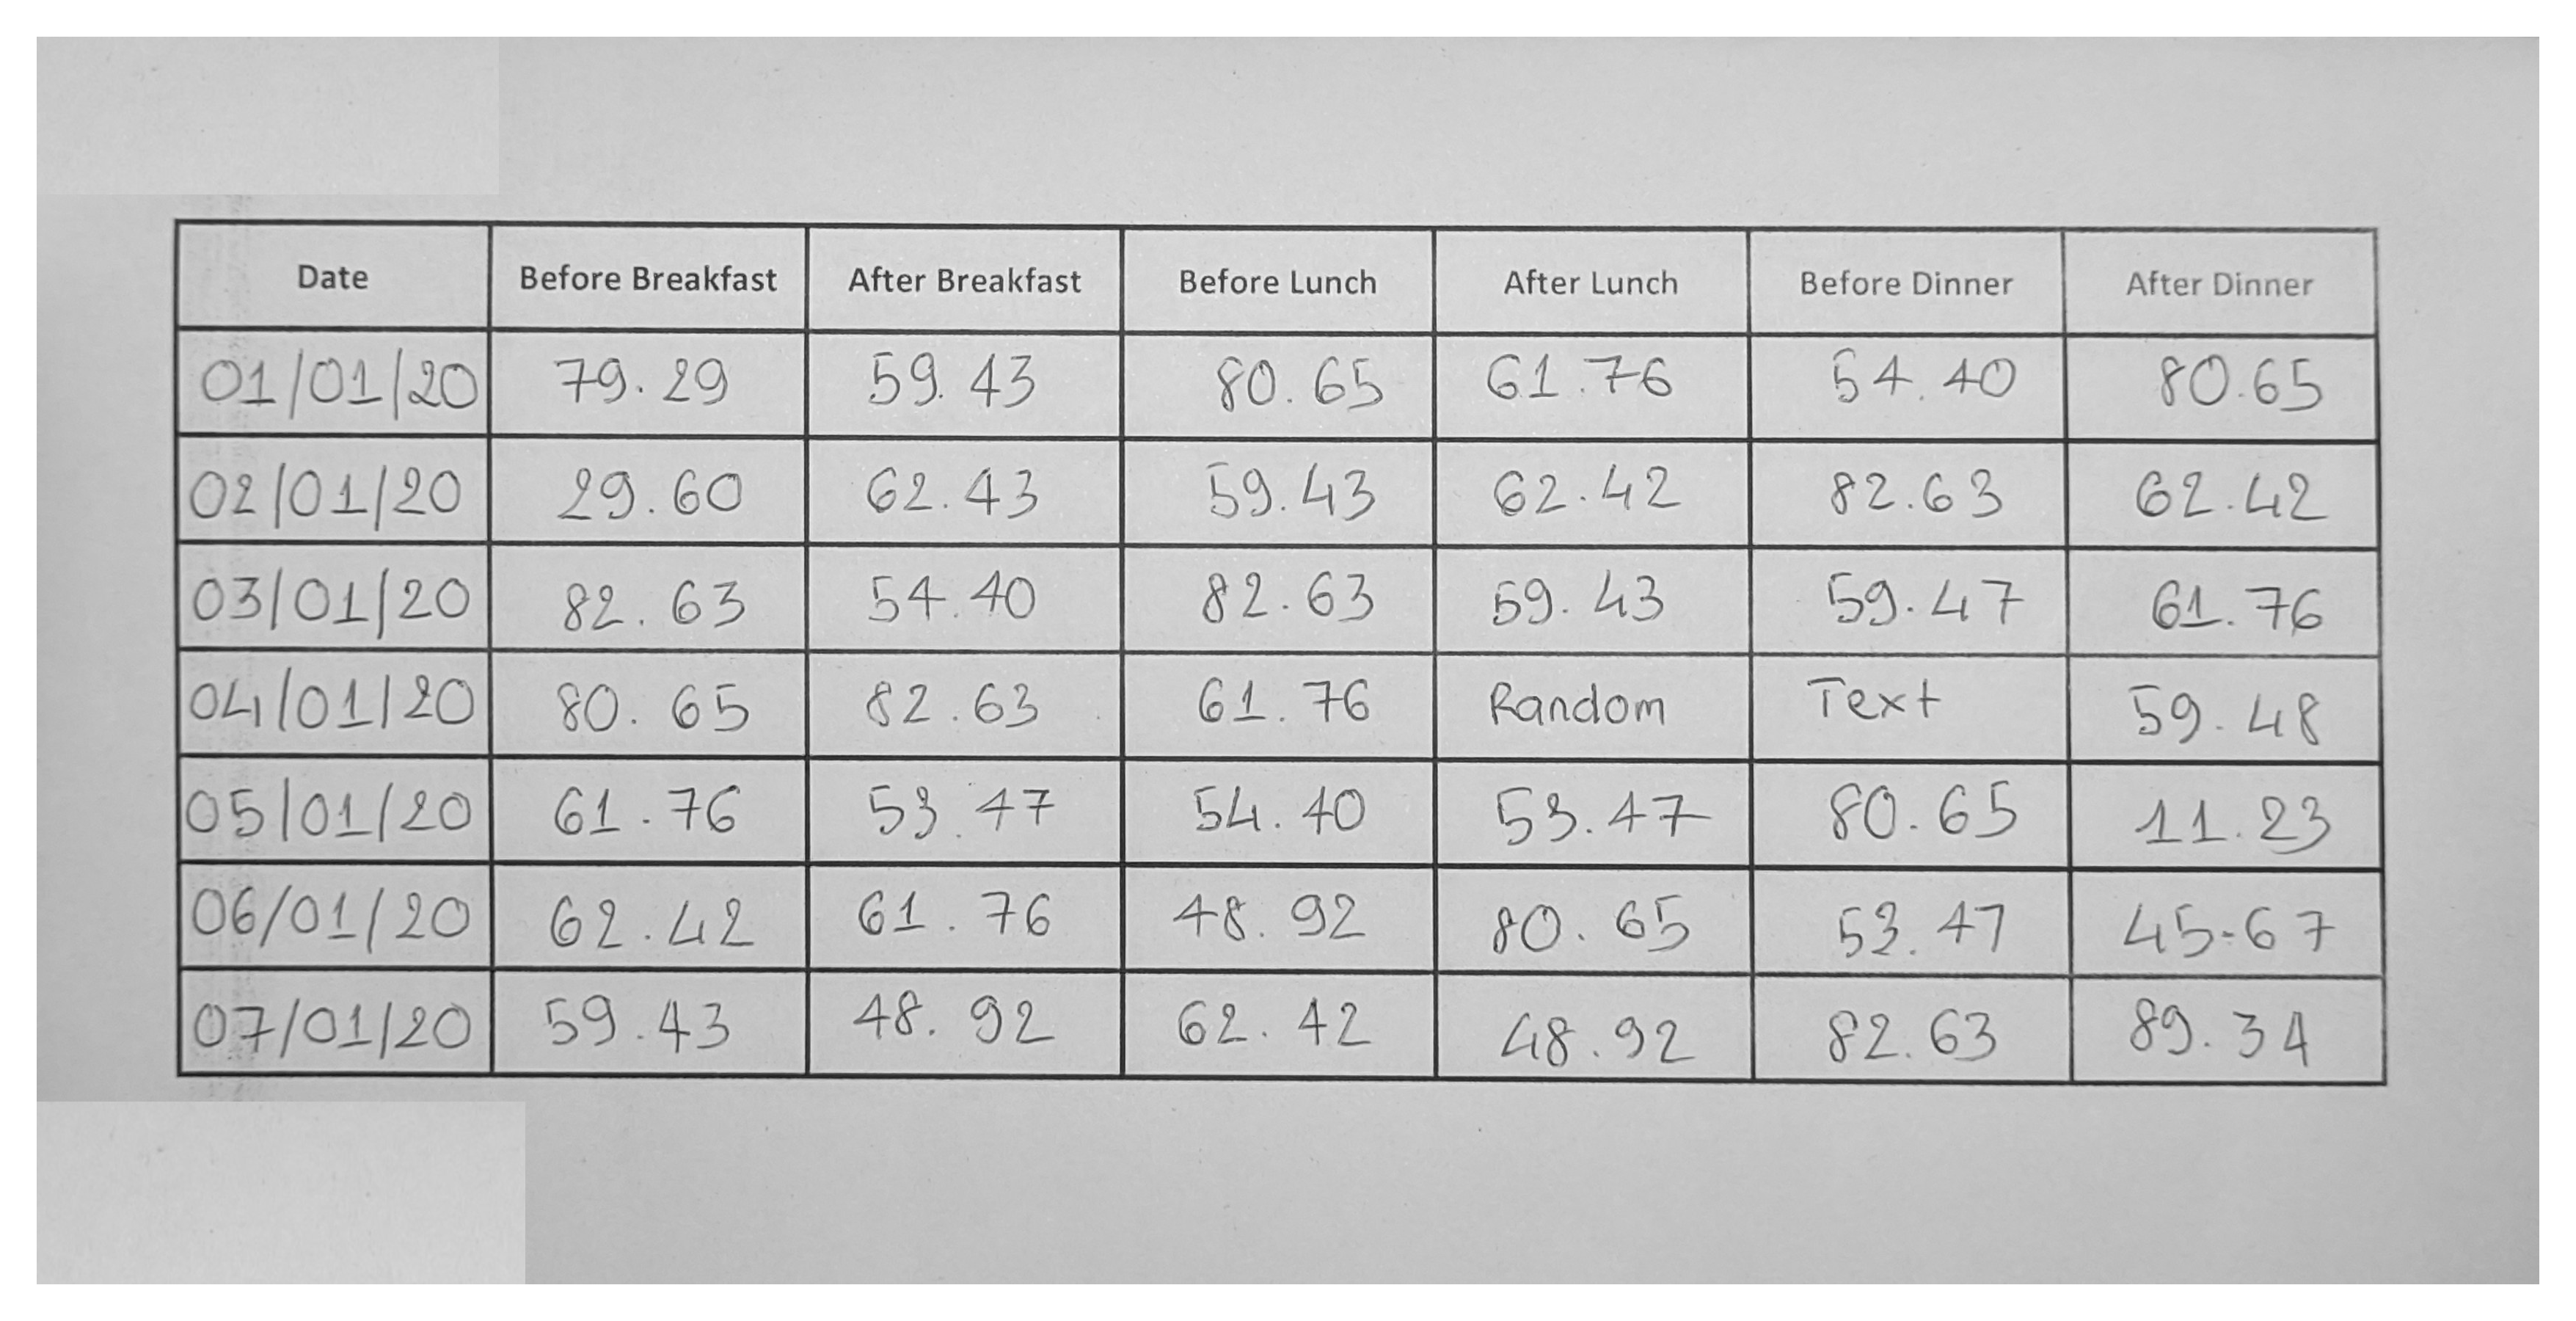 Date Before Breakfast After Breakfast Before Lunch After Lunch Before Dinner After Dinner
01/01/20 79.29 59.43 80.65 61.76 54.40 80.65
02/01/20 29.60 62.43 59.43 62.42 82.63 62.42
03/01/20 82.63 54.40 82.63 59.43 59.47 61.76
04/01/20 80.65 82.63 61.76 Random Text 59.48
05/01/20 61.76 53.47 54.40 53.47 80.65 11.23
06/01/20 62.42 61.76 48.92 80.65 53.47 45.67
07/01/20 59.43 48.92 62.42 48.92 82.63 89.34